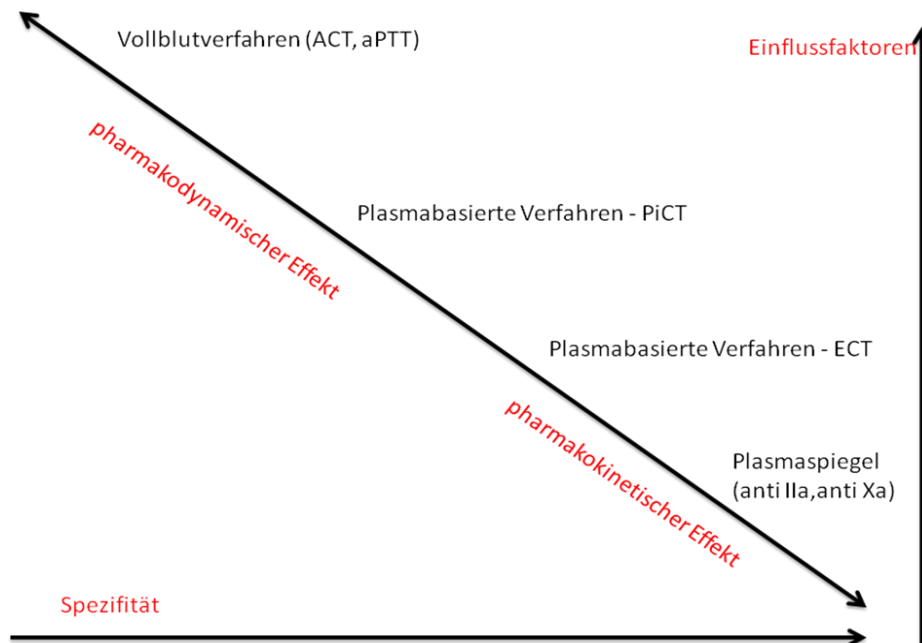 Vollblutverfahren (ACT, aPTT)
Einflussfaktoren
pharmakodynamischer Effekt
Plasmabasierte Verfahren - PiCT
Plasmabasierte Verfahren - ECT
pharmakokinetischer Effekt
Plasmaspiegel
(anti IIa,anti Xa)
Spezifität